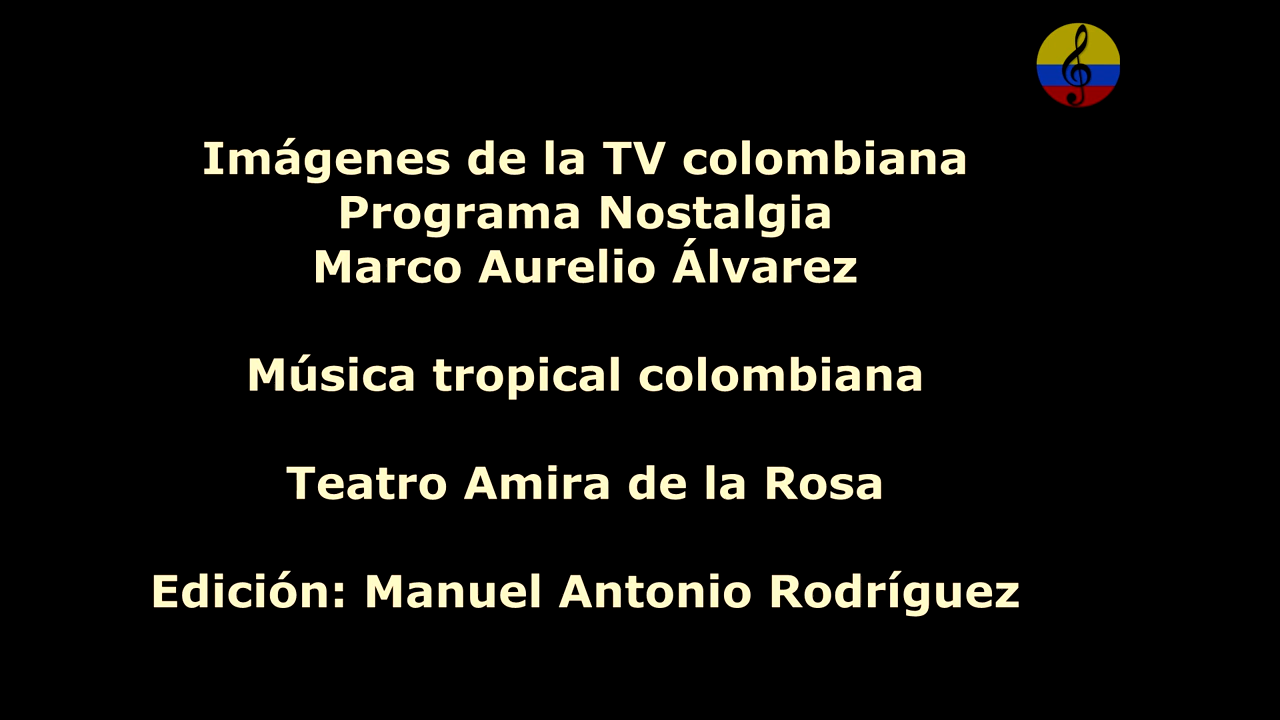 Imágenes de la TV colombiana
Programa Nostalgia
Marco Aurelio Álvarez
Música tropical colombiana
Teatro Amira de la Rosa
Edición: Manuel Antonio Rodríguez